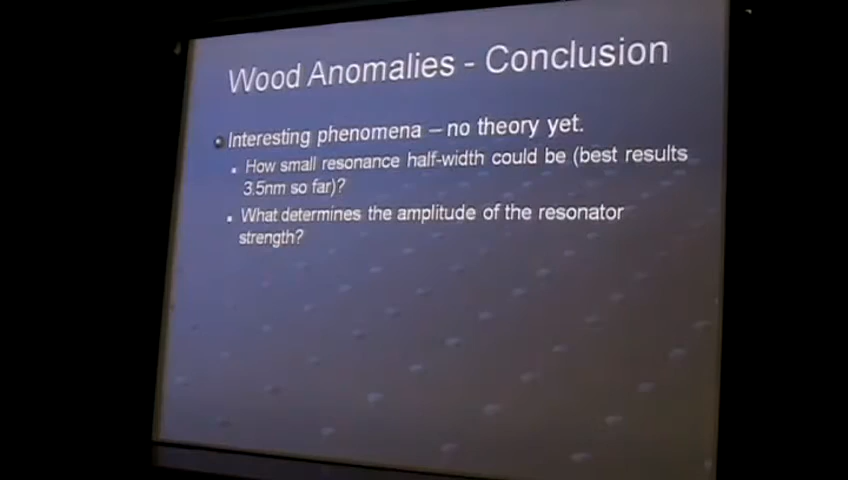 Wood Anomalies - Conclusion
Interesting phenomena – no theory yet.
How small resonance half-width could be (best results
3.5nm so far)?
What determines the amplitude of the resonator
strength?